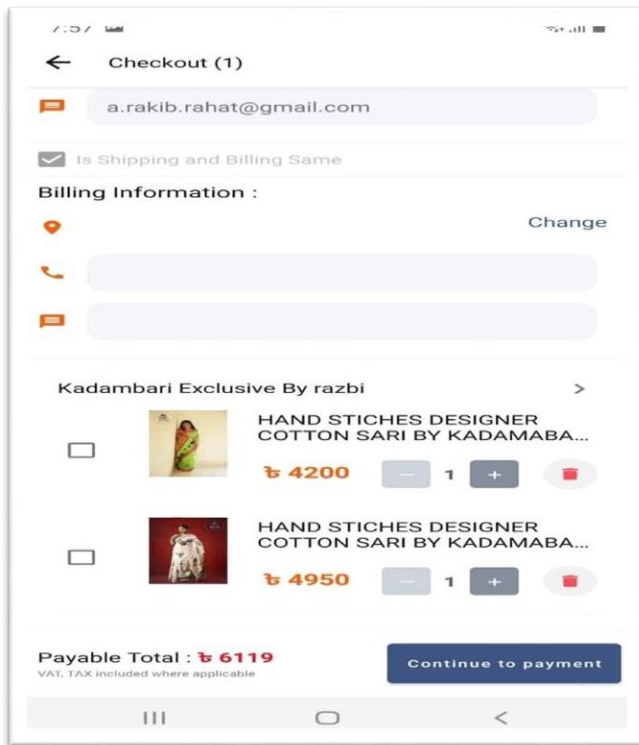 7:57
Checkout (1)
a.rakib.rahat@gmail.com
Is Shipping and Billing Same
Billing Information :
Change
Kadambari Exclusive By razbi
HAND STICHES DESIGNER
COTTON SARI BY KADAMABA...
৳ 4200
1
HAND STICHES DESIGNER
COTTON SARI BY KADAMABA...
৳ 4950
1
Payable Total : ৳ 6119
VAT, TAX included where applicable
Continue to payment